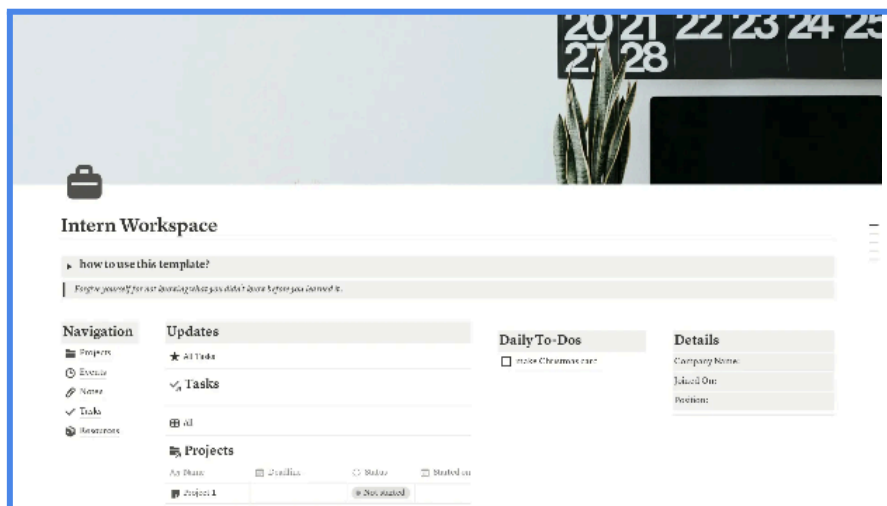 20 21 22 23 24 25
27 28
Intern Workspace
how to use this template?
Forgive yourself for not knowing what you didn't know before you learned it.
Navigation
Projects
Events
Notes
Tasks
Resources
Updates
All Tasks
Tasks
All
Projects
Aa Name Deadline Status Started on
Project 1 Not started
Daily To-Dos
make Christmas card
Details
Company Name:
Joined On:
Position: